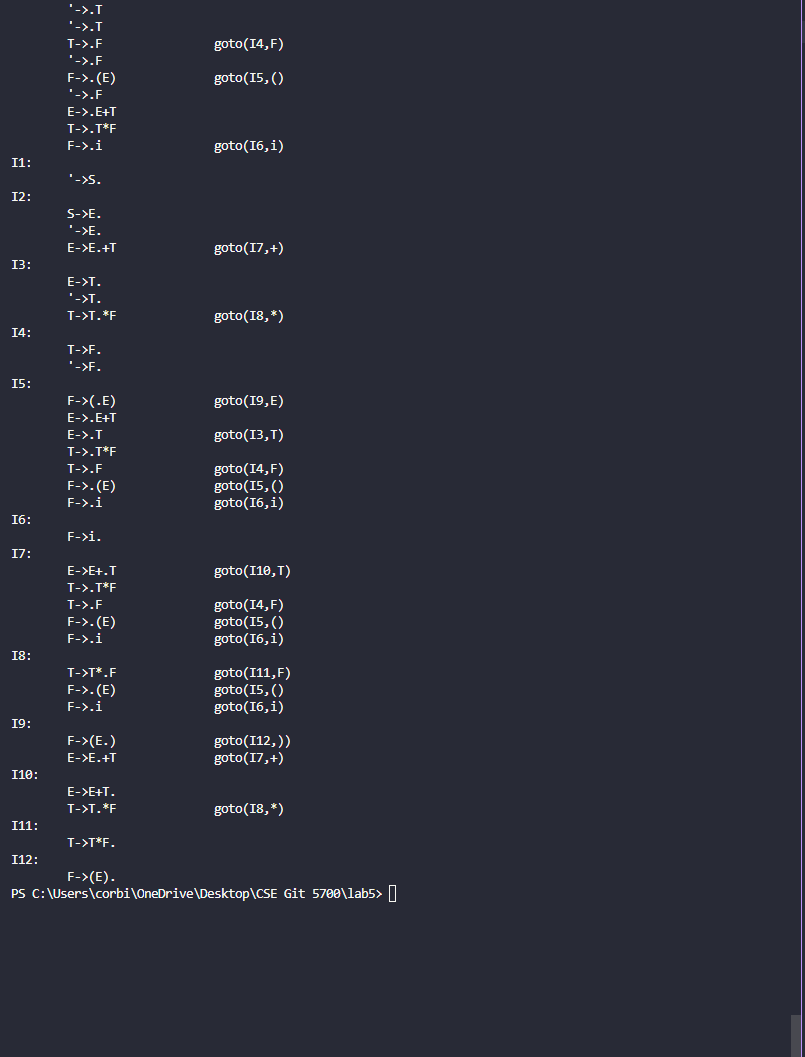 '->.T
'->.T
T->.F goto(I4,F)
'->.F
F->.(E) goto(I5,()
'->.F
E->.E+T
T->.T*F
F->.i goto(I6,i)
I1:
'->S.
I2:
S->E.
'->E.
E->E.+T goto(I7,+)
I3:
E->T.
'->T.
T->T.*F goto(I8,*)
I4:
T->F.
'->F.
I5:
F->(.E) goto(I9,E)
E->.E+T
E->.T goto(I3,T)
T->.T*F
T->.F goto(I4,F)
F->.(E) goto(I5,()
F->.i goto(I6,i)
I6:
F->i.
I7:
E->E+.T goto(I10,T)
T->.T*F
T->.F goto(I4,F)
F->.(E) goto(I5,()
F->.i goto(I6,i)
I8:
T->T*.F goto(I11,F)
F->.(E) goto(I5,()
F->.i goto(I6,i)
I9:
F->(E.) goto(I12,))
E->E.+T goto(I7,+)
I10:
E->E+T.
T->T.*F goto(I8,*)
I11:
T->T*F.
I12:
F->(E).
PS C:\Users\corbi\OneDrive\Desktop\CSE Git 5700\lab5>